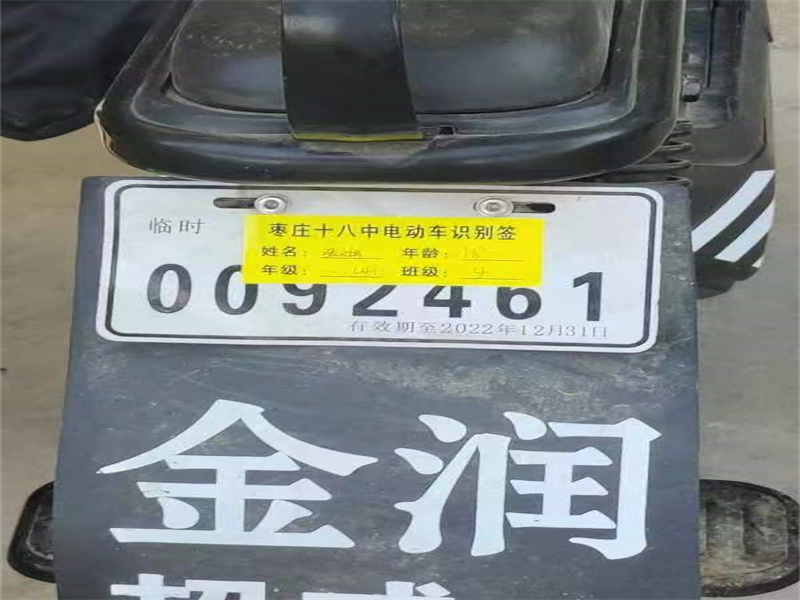 临时
枣庄十八中电动车识别签
姓名： 年龄：16
年级： 班级：4
0092461
有效期至2022年12月31日
金润